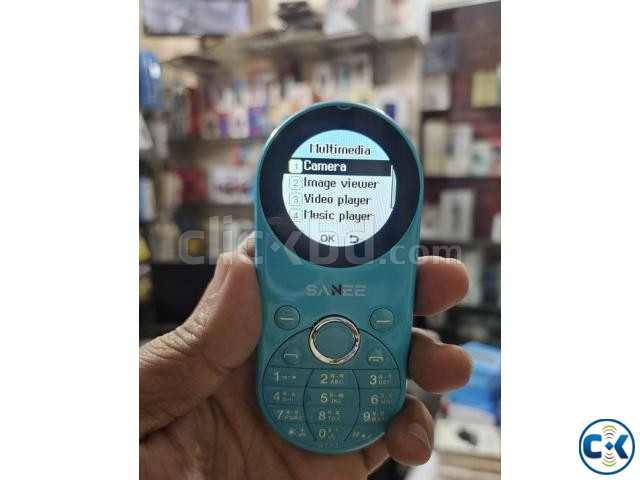 Multimedia
1 Camera
2 Image viewer
3 Video player
4 Music player
OK
clickbd.com
SANEE
1
2 ABC
3 DEF
4 GHI
5 JKL
6 MNO
7 PQRS
8 TUV
9 WXYZ
* 0 #
CK